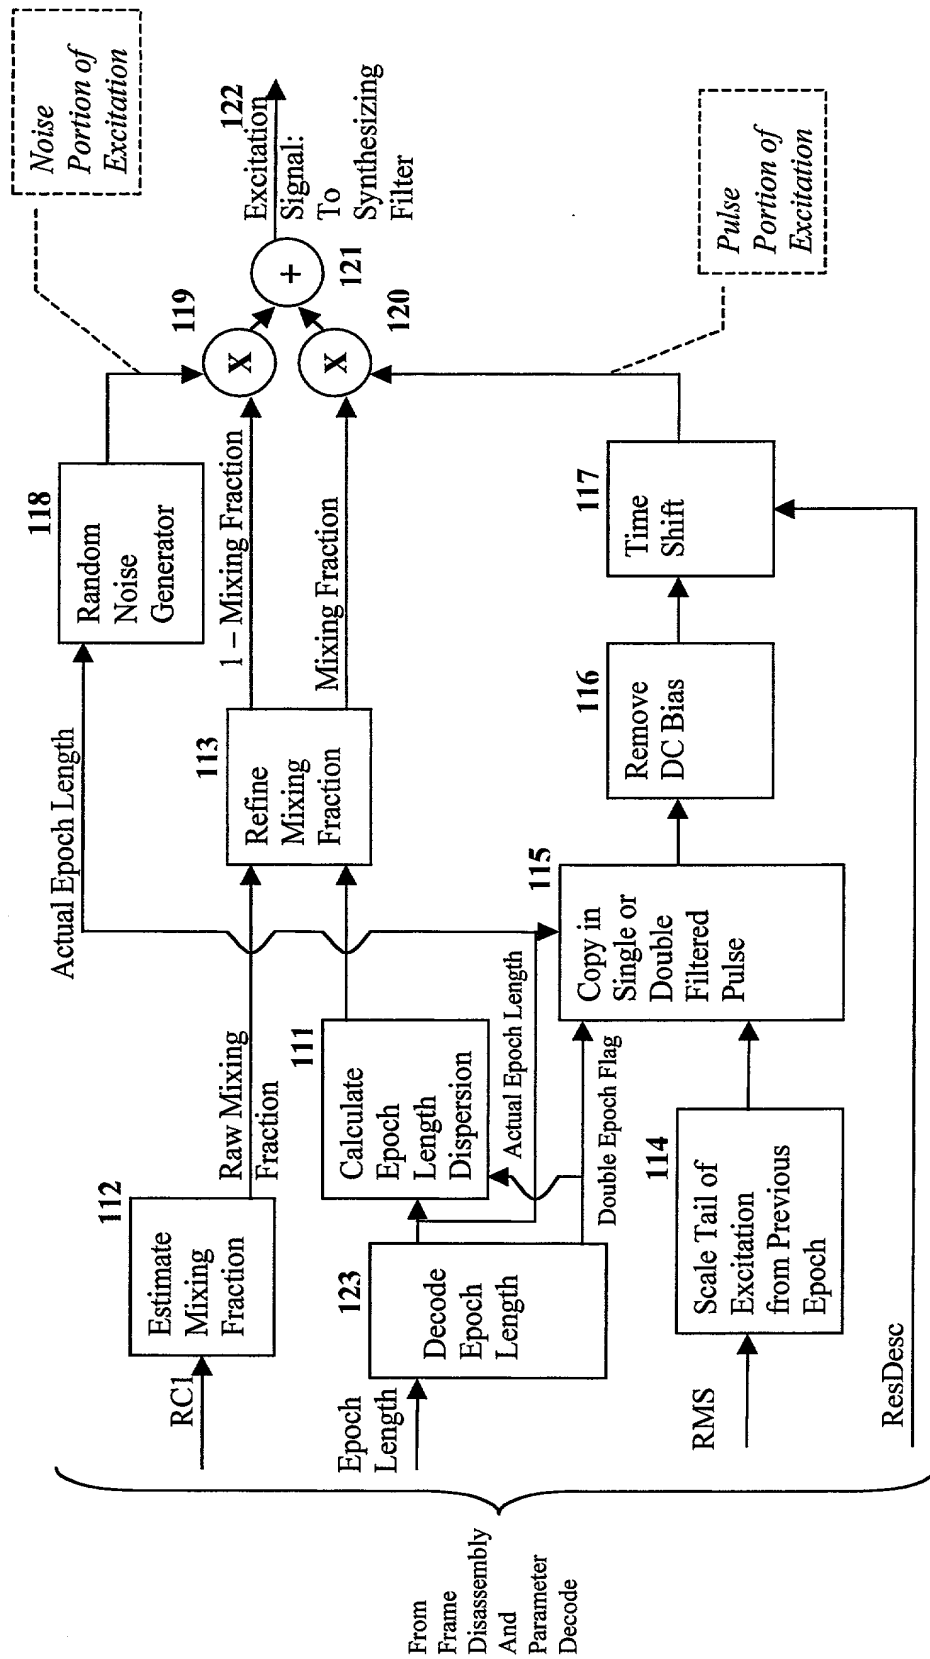 From
Frame
Disassembly
And
Parameter
Decode
RC1
Epoch
Length
RMS
ResDesc
112
Estimate
Mixing
Fraction
123
Decode
Epoch
Length
114
Scale Tail of
Excitation
from Previous
Epoch
Raw Mixing
Fraction
111
Calculate
Epoch
Length
Dispersion
Actual Epoch Length
Double Epoch Flag
Actual Epoch Length
113
Refine
Mixing
Fraction
115
Copy in
Single or
Double
Filtered
Pulse
118
Random
Noise
Generator
1 – Mixing Fraction
Mixing Fraction
116
Remove
DC Bias
117
Time
Shift
119
X
120
X
121
+
122
Excitation
Signal:
To
Synthesizing
Filter
Noise
Portion of
Excitation
Pulse
Portion of
Excitation